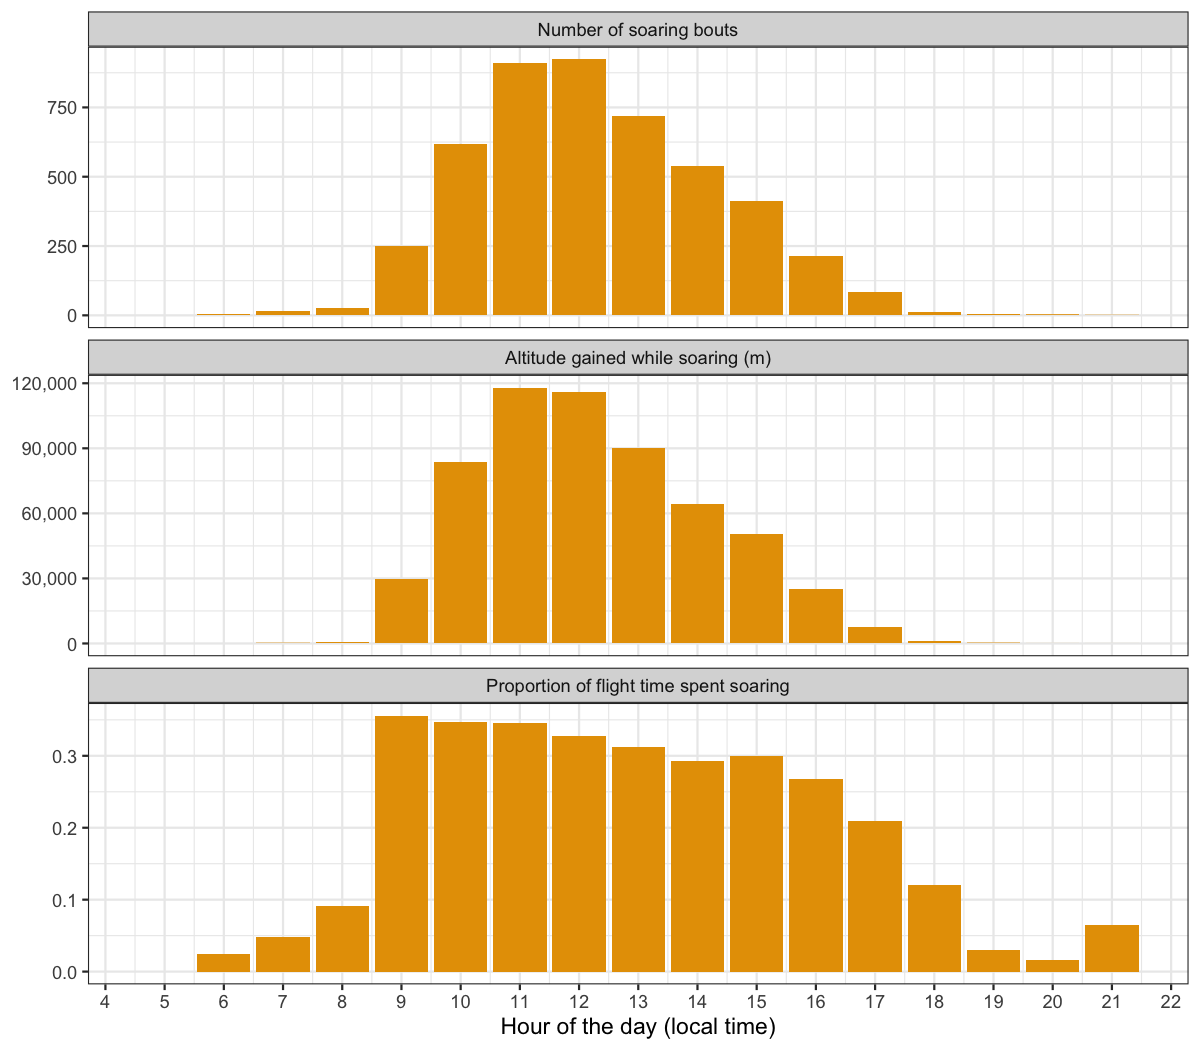 Number of soaring bouts
750
500
250
0
Altitude gained while soaring (m)
120,000
90,000
60,000
30,000
0
Proportion of flight time spent soaring
0.3
0.2
0.1
0.0
4 5 6 7 8 9 10 11 12 13 14 15 16 17 18 19 20 21 22
Hour of the day (local time)